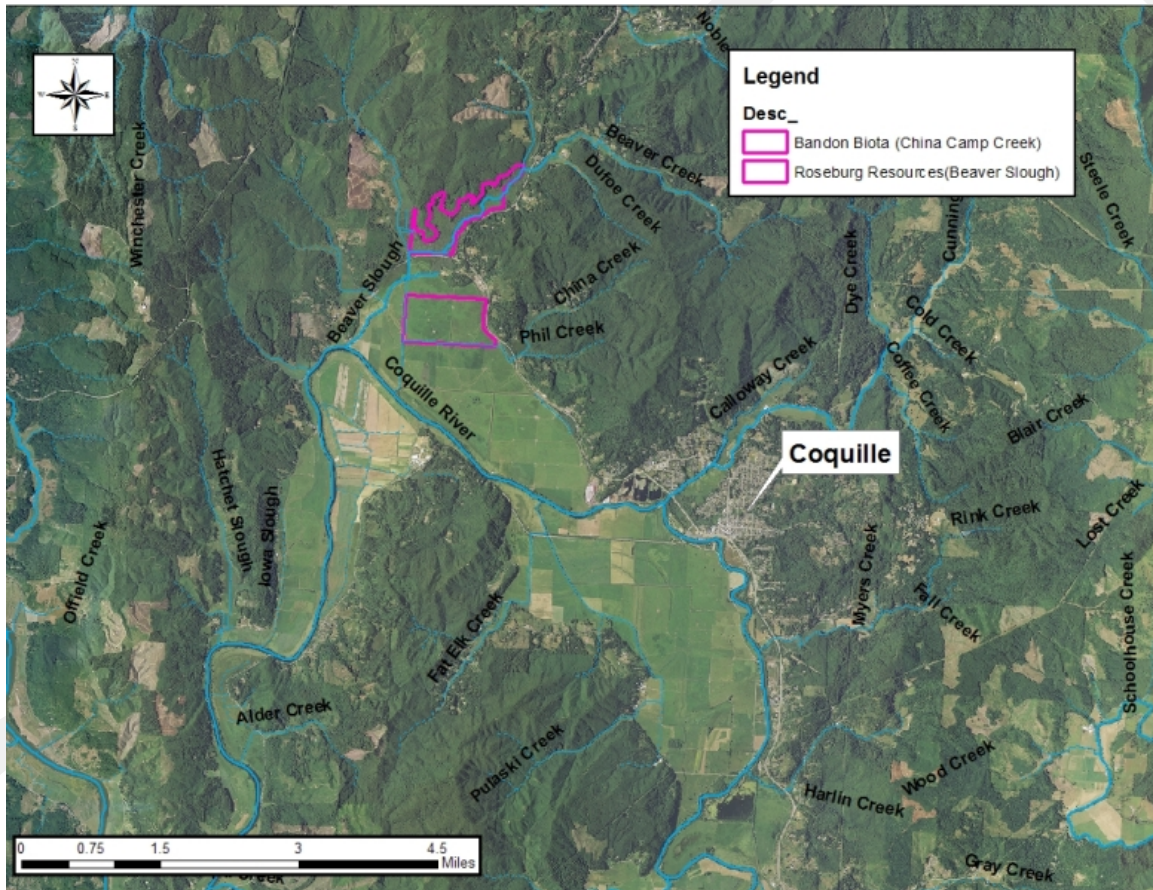 Noble
Legend
Desc_
Bandon Biota (China Camp Creek)
Roseburg Resources(Beaver Slough)
Winchester Creek
Beaver Creek
Dufoe Creek
Steele Creek
Cunning
Dye Creek
China Creek
Beaver Slough
Phil Creek
Cold Creek
Coffee Creek
Calloway Creek
Coquille River
Blair Creek
Coquille
Hatchet Slough
Iowa Slough
Rink Creek
Lost Creek
Offield Creek
Myers Creek
Fall Creek
Schoolhouse Creek
Fat Elk Creek
Alder Creek
Pulaski Creek
Wood Creek
Harlin Creek
0 0.75 1.5 3 4.5
Miles
Creek
Gray Creek